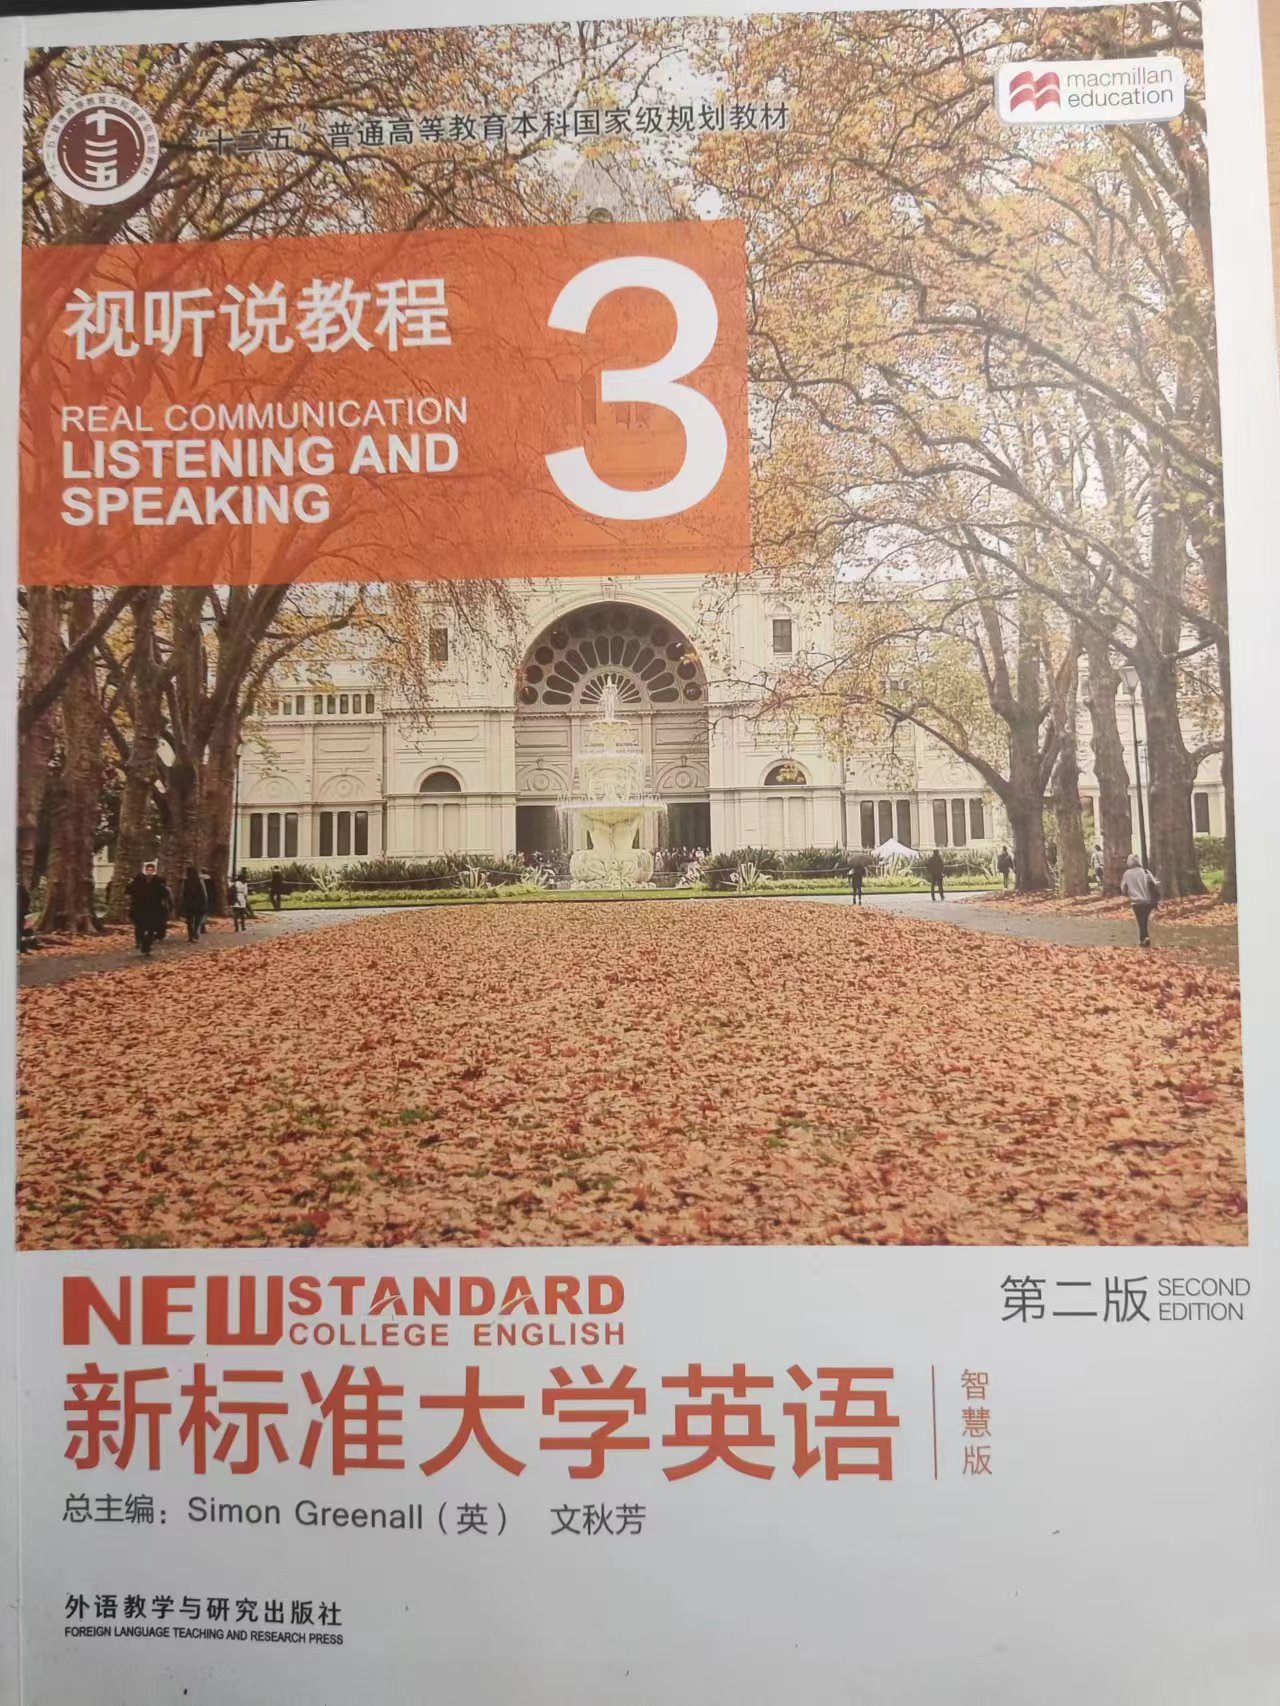 macmillan
education
十二五
"十二五"普通高等教育本科国家级规划教材
视听说教程
3
REAL COMMUNICATION
LISTENING AND
SPEAKING
NEW STANDARD
COLLEGE ENGLISH
第二版
SECOND
EDITION
新标准大学英语
智慧版
总主编：Simon Greenall（英） 文秋芳
外语教学与研究出版社
FOREIGN LANGUAGE TEACHING AND RESEARCH PRESS